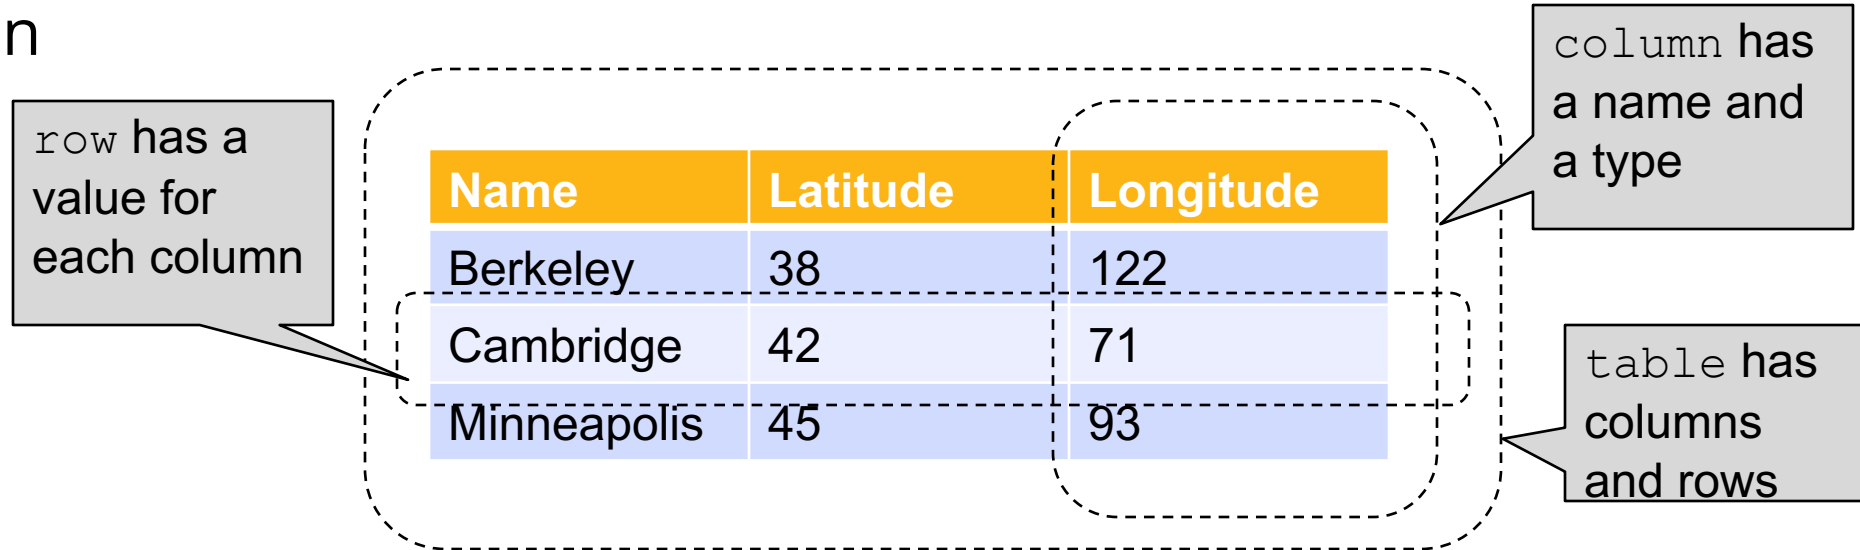 n
row has a
value for
each column
Name Latitude Longitude
Berkeley 38 122
Cambridge 42 71
Minneapolis 45 93
column has
a name and
a type
table has
columns
and rows